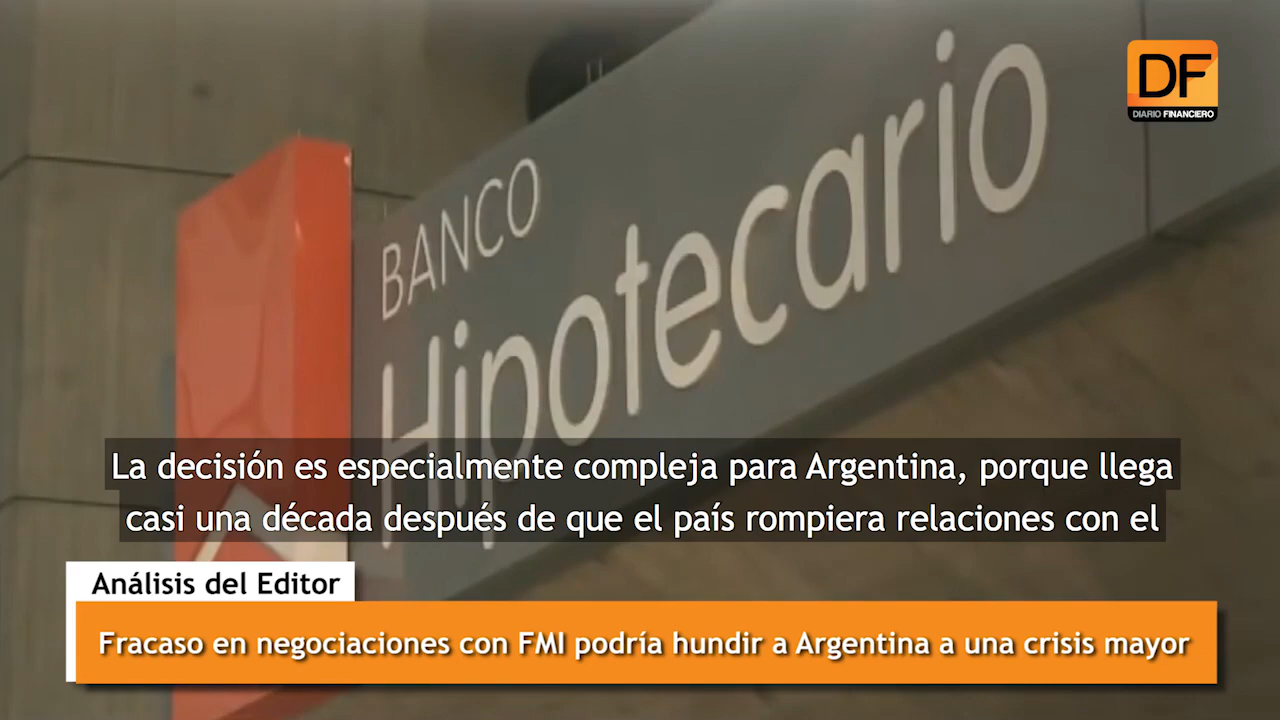 DF
DIARIO FINANCIERO
BANCO
Hipotecario
La decisión es especialmente compleja para Argentina, porque llega
casi una década después de que el país rompiera relaciones con el
Análisis del Editor
Fracaso en negociaciones con FMI podría hundir a Argentina a una crisis mayor